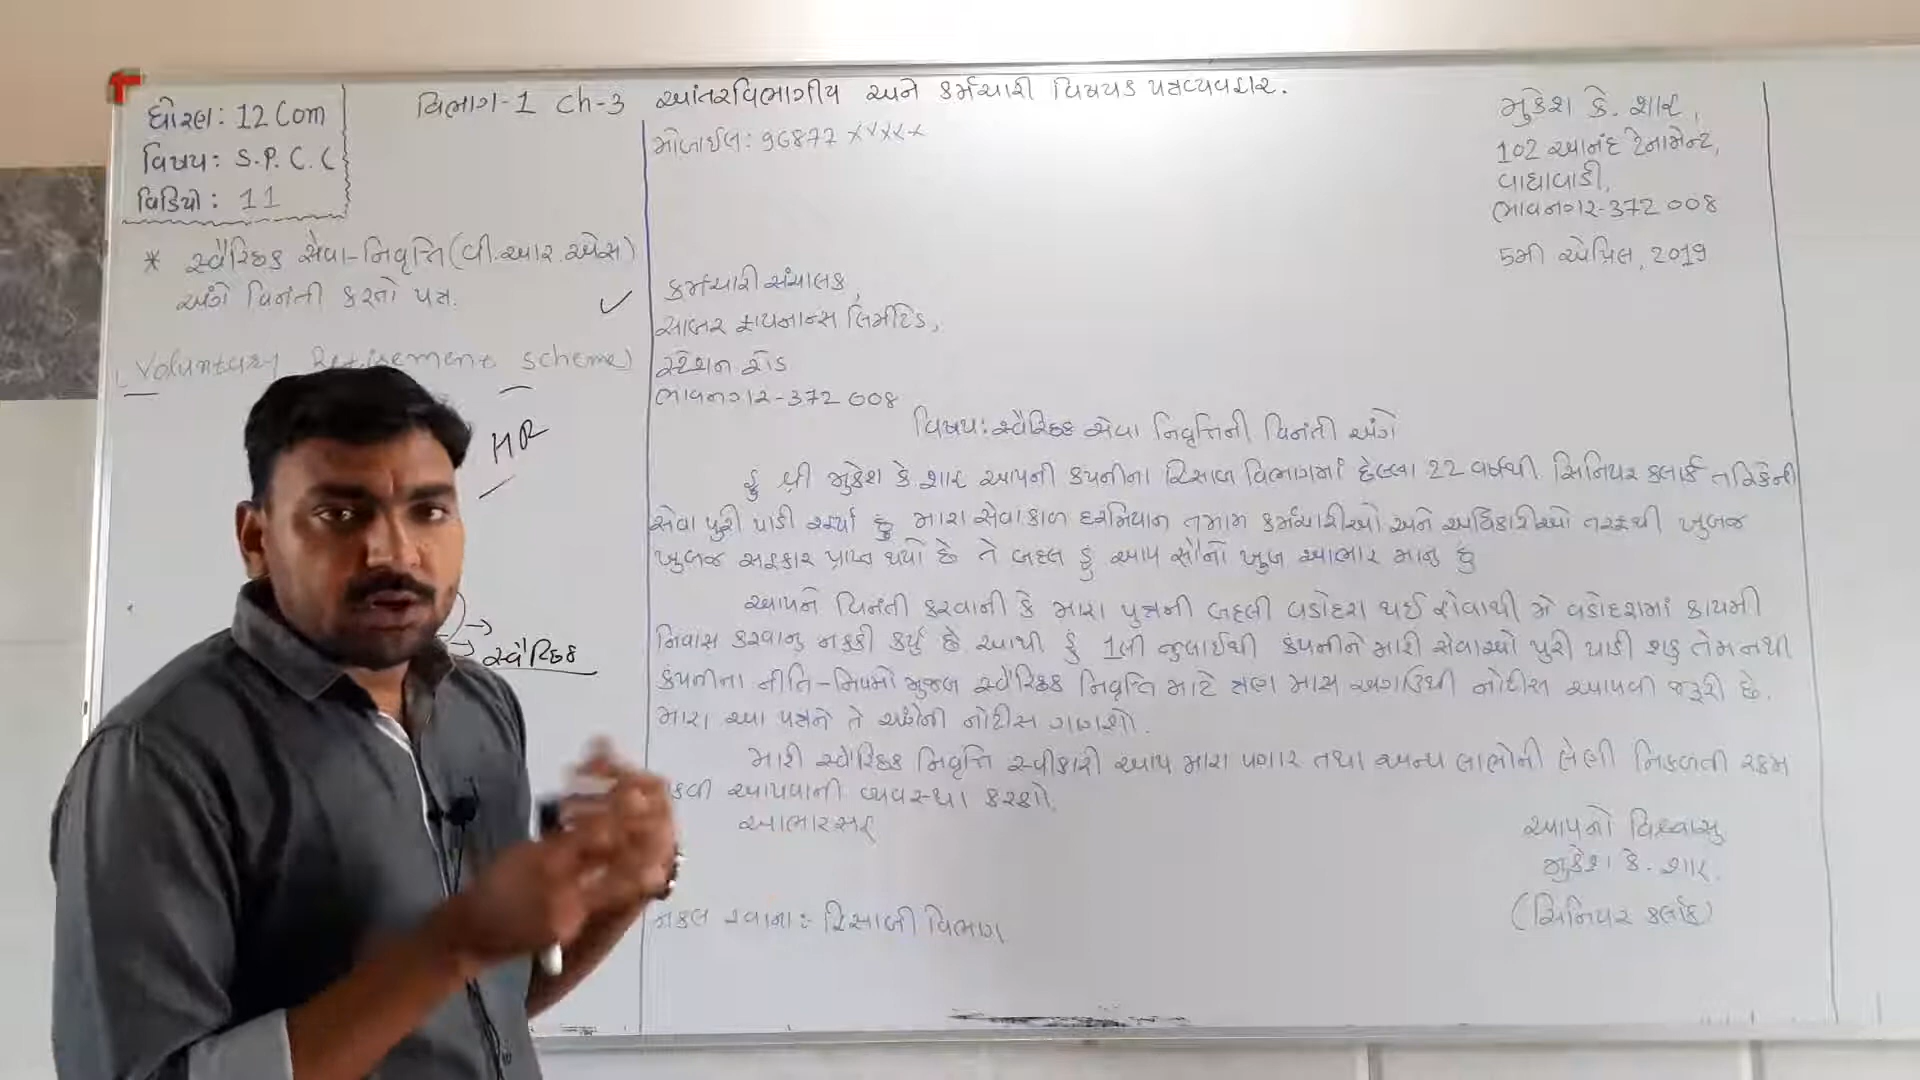 ધોરણ: 12 Com
વિષય: S.P.C.C
વિડિયો: 11
વિભાગ-1 Ch-3 આંતરવિભાગીય અને કર્મચારી વિષયક પત્રવ્યવહાર.
* સ્વૈચ્છિક સેવા-નિવૃત્તિ (વી.આર.એસ)
અંગે વિનંતી કરતો પત્ર.
(Voluntary Retirement Scheme)
HR
સ્વૈચ્છિક
મોબાઈલ: 96877 xxxxx
મુકેશ કે. શાહ,
102 આનંદ ટેનામેન્ટ,
વાઘાવાડી,
ભાવનગર-372 008
5મી એપ્રિલ, 2019
કર્મચારી સંચાલક,
સાબર ફાયનાન્સ લિમીટેડ,
સ્ટેશન રોડ
ભાવનગર-372 008
વિષય: સ્વૈચ્છિક સેવા નિવૃત્તિની વિનંતી અંગે
હું શ્રી મુકેશ કે. શાહ આપની કંપનીના હિસાબ વિભાગમાં છેલ્લા 22 વર્ષથી સિનિયર કલાર્ક તરિકેની
સેવા પુરી પાડી રહ્યો છું મારા સેવાકાળ દરમિયાન તમામ કર્મચારીઓ અને અધિકારીઓ તરફથી ખુબજ
ખુબજ સહકાર પ્રાપ્ત થયો છે તે બદલ હું આપ સૌનો ખુબ આભાર માનુ છુ
આપને વિનંતી કરવાની કે મારા પુત્રની બદલી વડોદરા થઈ હોવાથી મે વડોદરામાં કાયમી
નિવાસ કરવાનુ નક્કી કર્યુ છે. આથી હું 1લી જુલાઈથી કંપનીને મારી સેવાઓ પુરી પાડી શકુ તેમ નથી
કંપનીના નીતિ-નિયમો મુજબ સ્વૈચ્છિક નિવૃત્તિ માટે ત્રણ માસ અગાઉથી નોટીસ આપવી જરૂરી છે.
મારા આ પત્રને તે અંગેની નોટીસ ગણશો.
મારી સ્વૈચ્છિક નિવૃત્તિ સ્વીકારી આપ મારા પગાર તથા અન્ય લાભોની લેણી નિકળતી રકમ
આપવાની વ્યવસ્થા કરશો.
આભારસહ
આપનો વિશ્વાસુ
મુકેશ કે. શાહ.
(સિનિયર કલાર્ક)
નકલ રવાના: હિસાબી વિભાગ